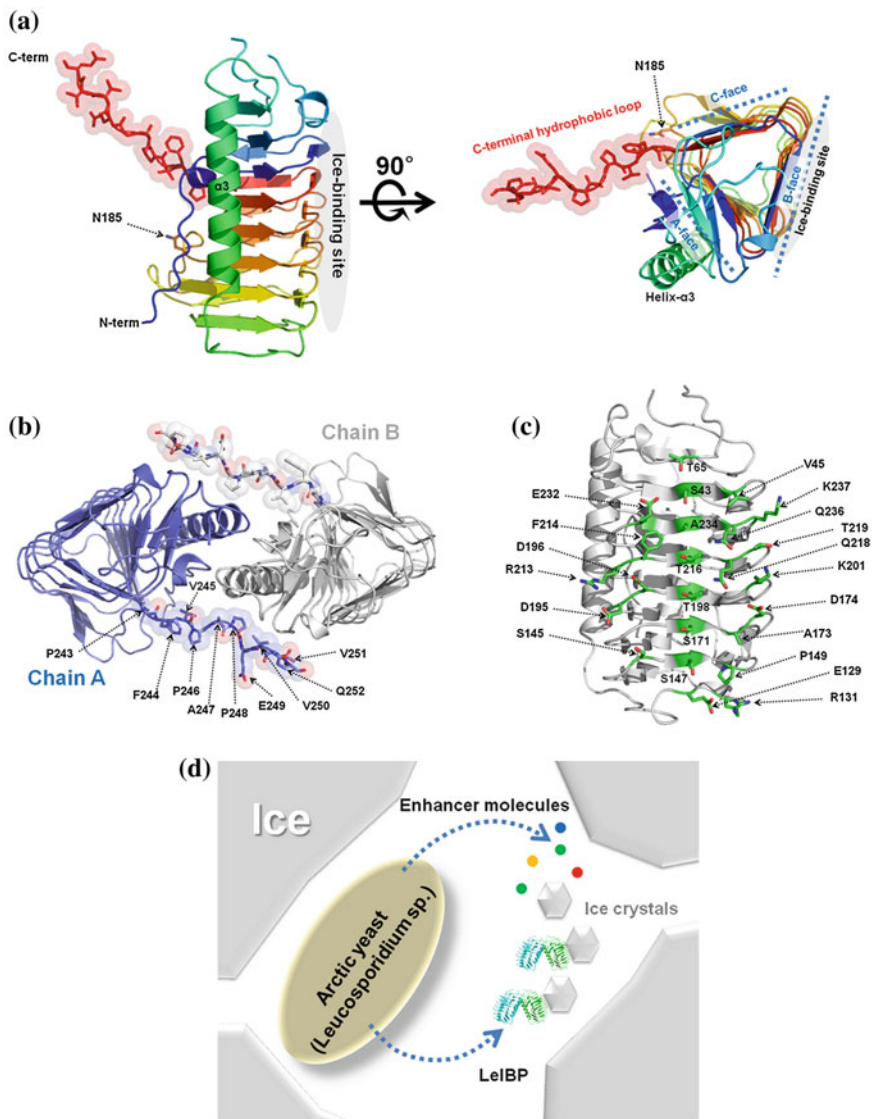 (a)
C-term
α3
N185
N-term
Ice-binding site
90°
N185
C-face
C-terminal hydrophobic loop
B-face
Ice-binding site
A-face
Helix-α3
(b)
Chain B
V245
P243
Chain A
F244
P246
A247
P248
E249
V250
Q252
V251
(c)
T65
V45
S43
K237
E232
Q236
A234
F214
T219
D196
Q218
T216
R213
K201
T198
D195
D174
S171
S145
A173
P149
S147
E129
R131
(d)
Ice
Enhancer molecules
Ice crystals
Arctic yeast
(Leucosporidium sp.)
LeIBP